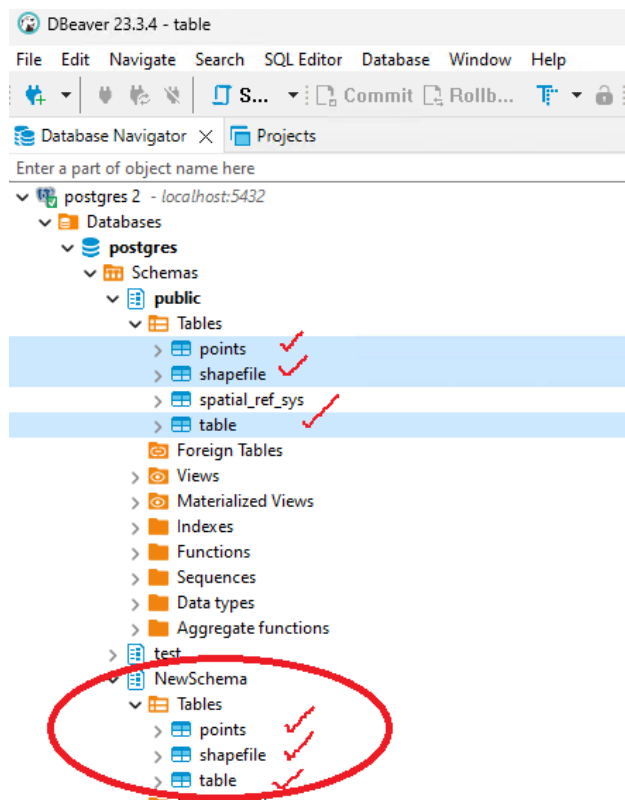 DBeaver 23.3.4 - table
File Edit Navigate Search SQL Editor Database Window Help
S... Commit Rollb... T
Database Navigator Projects
Enter a part of object name here
postgres 2 - localhost:5432
Databases
postgres
Schemas
public
Tables
points
shapefile
spatial_ref_sys
table
Foreign Tables
Views
Materialized Views
Indexes
Functions
Sequences
Data types
Aggregate functions
test
NewSchema
Tables
points
shapefile
table